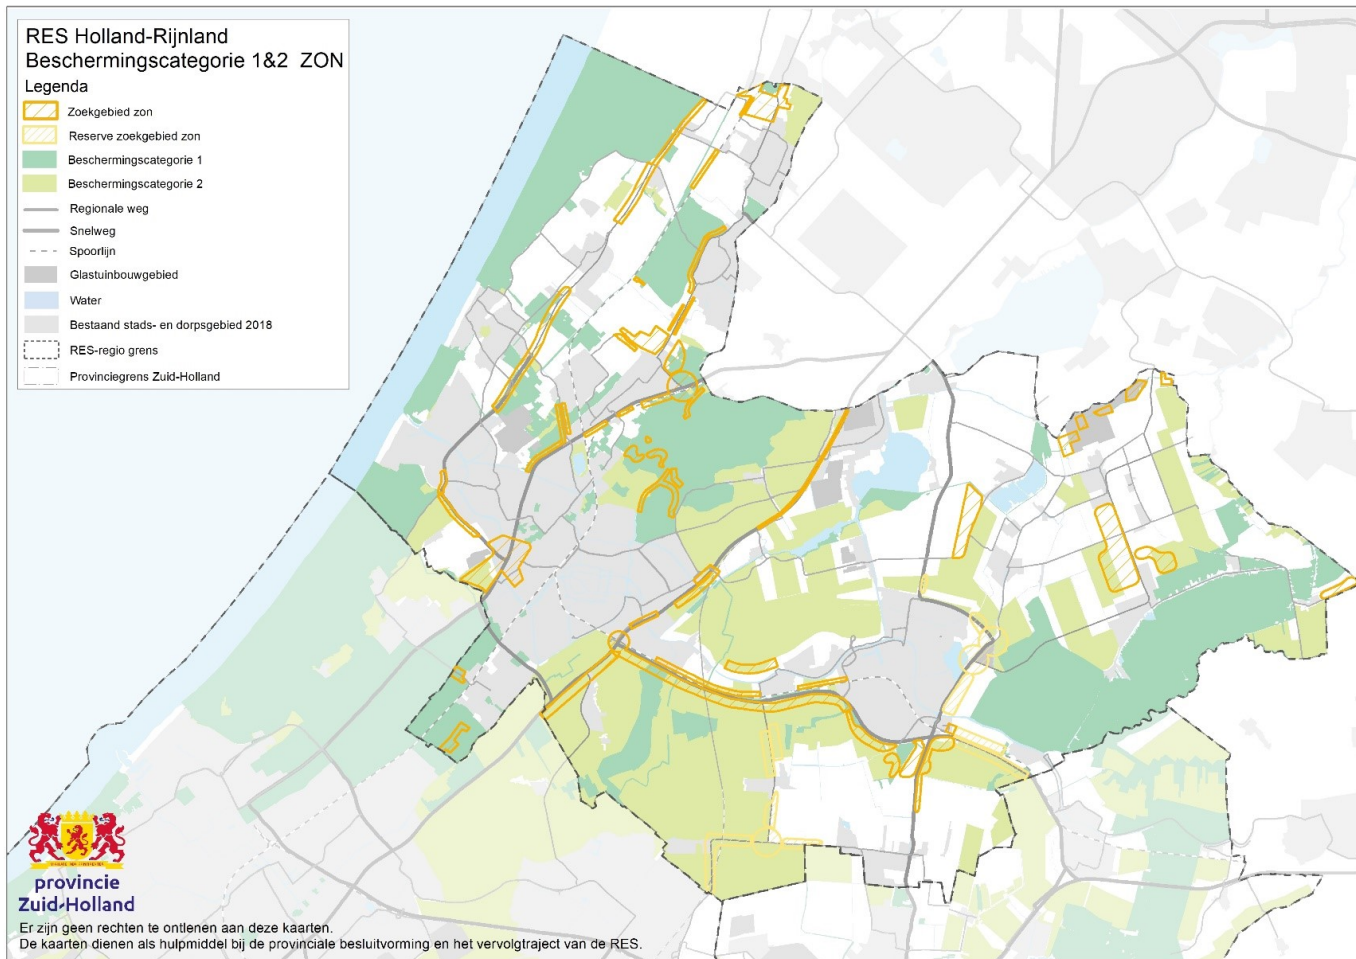 RES Holland-Rijnland
Beschermingscategorie 1&2 ZON
Legenda
Zoekgebied zon
Reserve zoekgebied zon
Beschermingscategorie 1
Beschermingscategorie 2
Regionale weg
Snelweg
Spoorlijn
Glastuinbouwgebied
Water
Bestaand stads- en dorpsgebied 2018
RES-regio grens
Provinciegrens Zuid-Holland
provincie
Zuid-Holland
Er zijn geen rechten te ontlenen aan deze kaarten.
De kaarten dienen als hulpmiddel bij de provinciale besluitvorming en het vervolgtraject van de RES.